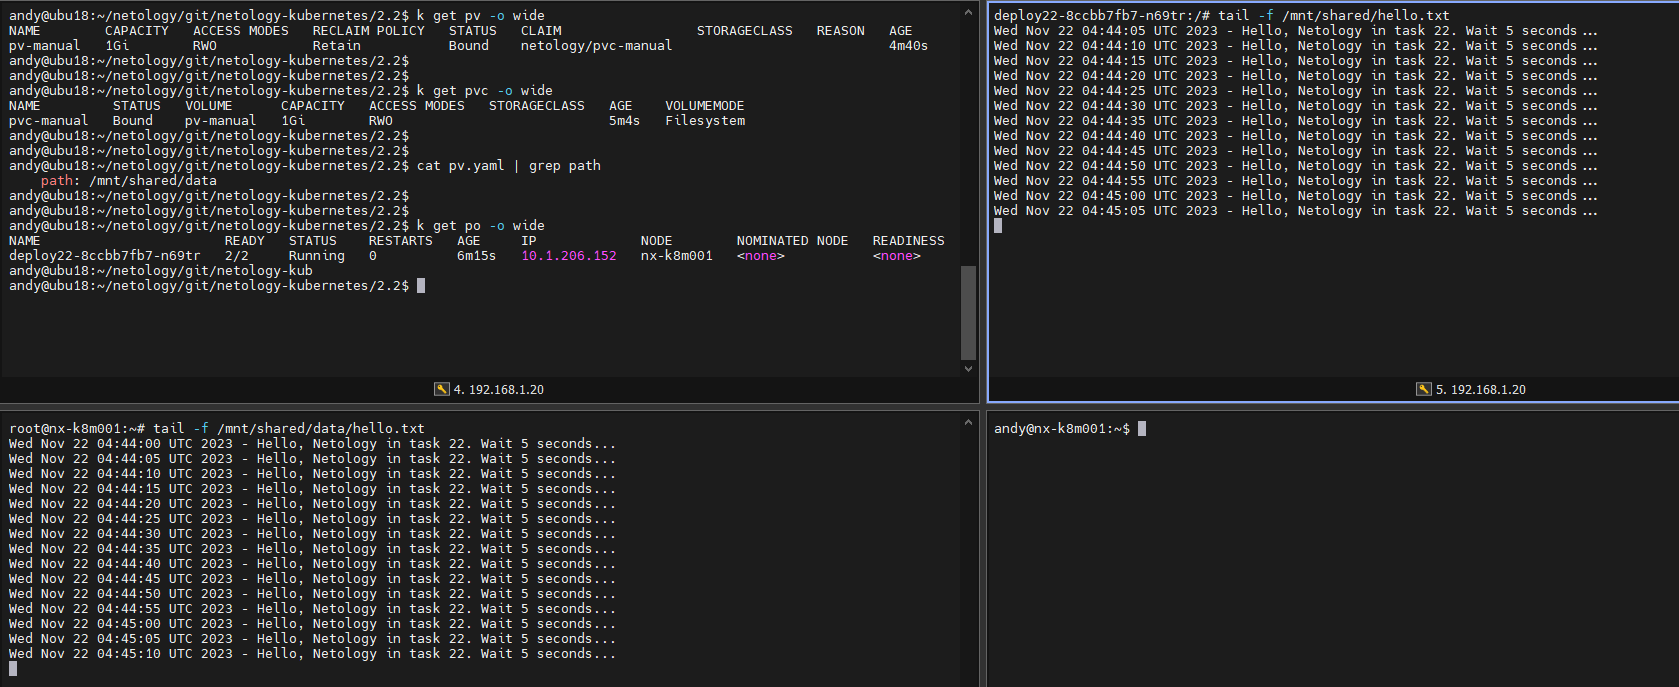 andy@ubu18:~/netology/git/netology-kubernetes/2.2$ k get pv -o wide
NAME        CAPACITY   ACCESS MODES   RECLAIM POLICY   STATUS   CLAIM                 STORAGECLASS   REASON   AGE
pv-manual   1Gi        RWO            Retain           Bound    netology/pvc-manual                           4m40s
andy@ubu18:~/netology/git/netology-kubernetes/2.2$
andy@ubu18:~/netology/git/netology-kubernetes/2.2$
andy@ubu18:~/netology/git/netology-kubernetes/2.2$ k get pvc -o wide
NAME         STATUS   VOLUME      CAPACITY   ACCESS MODES   STORAGECLASS   AGE    VOLUMEMODE
pvc-manual   Bound    pv-manual   1Gi        RWO                           5m4s   Filesystem
andy@ubu18:~/netology/git/netology-kubernetes/2.2$
andy@ubu18:~/netology/git/netology-kubernetes/2.2$
andy@ubu18:~/netology/git/netology-kubernetes/2.2$ cat pv.yaml | grep path
    path: /mnt/shared/data
andy@ubu18:~/netology/git/netology-kubernetes/2.2$
andy@ubu18:~/netology/git/netology-kubernetes/2.2$
andy@ubu18:~/netology/git/netology-kubernetes/2.2$ k get po -o wide
NAME                       READY   STATUS    RESTARTS   AGE     IP             NODE        NOMINATED NODE   READINESS
deploy22-8ccbb7fb7-n69tr   2/2     Running   0          6m15s   10.1.206.152   nx-k8m001   <none>           <none>
andy@ubu18:~/netology/git/netology-kub
andy@ubu18:~/netology/git/netology-kubernetes/2.2$
4. 192.168.1.20
deploy22-8ccbb7fb7-n69tr:/# tail -f /mnt/shared/hello.txt
Wed Nov 22 04:44:05 UTC 2023 - Hello, Netology in task 22. Wait 5 seconds...
Wed Nov 22 04:44:10 UTC 2023 - Hello, Netology in task 22. Wait 5 seconds...
Wed Nov 22 04:44:15 UTC 2023 - Hello, Netology in task 22. Wait 5 seconds...
Wed Nov 22 04:44:20 UTC 2023 - Hello, Netology in task 22. Wait 5 seconds...
Wed Nov 22 04:44:25 UTC 2023 - Hello, Netology in task 22. Wait 5 seconds...
Wed Nov 22 04:44:30 UTC 2023 - Hello, Netology in task 22. Wait 5 seconds...
Wed Nov 22 04:44:35 UTC 2023 - Hello, Netology in task 22. Wait 5 seconds...
Wed Nov 22 04:44:40 UTC 2023 - Hello, Netology in task 22. Wait 5 seconds...
Wed Nov 22 04:44:45 UTC 2023 - Hello, Netology in task 22. Wait 5 seconds...
Wed Nov 22 04:44:50 UTC 2023 - Hello, Netology in task 22. Wait 5 seconds...
Wed Nov 22 04:44:55 UTC 2023 - Hello, Netology in task 22. Wait 5 seconds...
Wed Nov 22 04:45:00 UTC 2023 - Hello, Netology in task 22. Wait 5 seconds...
Wed Nov 22 04:45:05 UTC 2023 - Hello, Netology in task 22. Wait 5 seconds...
5. 192.168.1.20
root@nx-k8m001:~# tail -f /mnt/shared/data/hello.txt
Wed Nov 22 04:44:00 UTC 2023 - Hello, Netology in task 22. Wait 5 seconds...
Wed Nov 22 04:44:05 UTC 2023 - Hello, Netology in task 22. Wait 5 seconds...
Wed Nov 22 04:44:10 UTC 2023 - Hello, Netology in task 22. Wait 5 seconds...
Wed Nov 22 04:44:15 UTC 2023 - Hello, Netology in task 22. Wait 5 seconds...
Wed Nov 22 04:44:20 UTC 2023 - Hello, Netology in task 22. Wait 5 seconds...
Wed Nov 22 04:44:25 UTC 2023 - Hello, Netology in task 22. Wait 5 seconds...
Wed Nov 22 04:44:30 UTC 2023 - Hello, Netology in task 22. Wait 5 seconds...
Wed Nov 22 04:44:35 UTC 2023 - Hello, Netology in task 22. Wait 5 seconds...
Wed Nov 22 04:44:40 UTC 2023 - Hello, Netology in task 22. Wait 5 seconds...
Wed Nov 22 04:44:45 UTC 2023 - Hello, Netology in task 22. Wait 5 seconds...
Wed Nov 22 04:44:50 UTC 2023 - Hello, Netology in task 22. Wait 5 seconds...
Wed Nov 22 04:44:55 UTC 2023 - Hello, Netology in task 22. Wait 5 seconds...
Wed Nov 22 04:45:00 UTC 2023 - Hello, Netology in task 22. Wait 5 seconds...
Wed Nov 22 04:45:05 UTC 2023 - Hello, Netology in task 22. Wait 5 seconds...
Wed Nov 22 04:45:10 UTC 2023 - Hello, Netology in task 22. Wait 5 seconds...
andy@nx-k8m001:~$